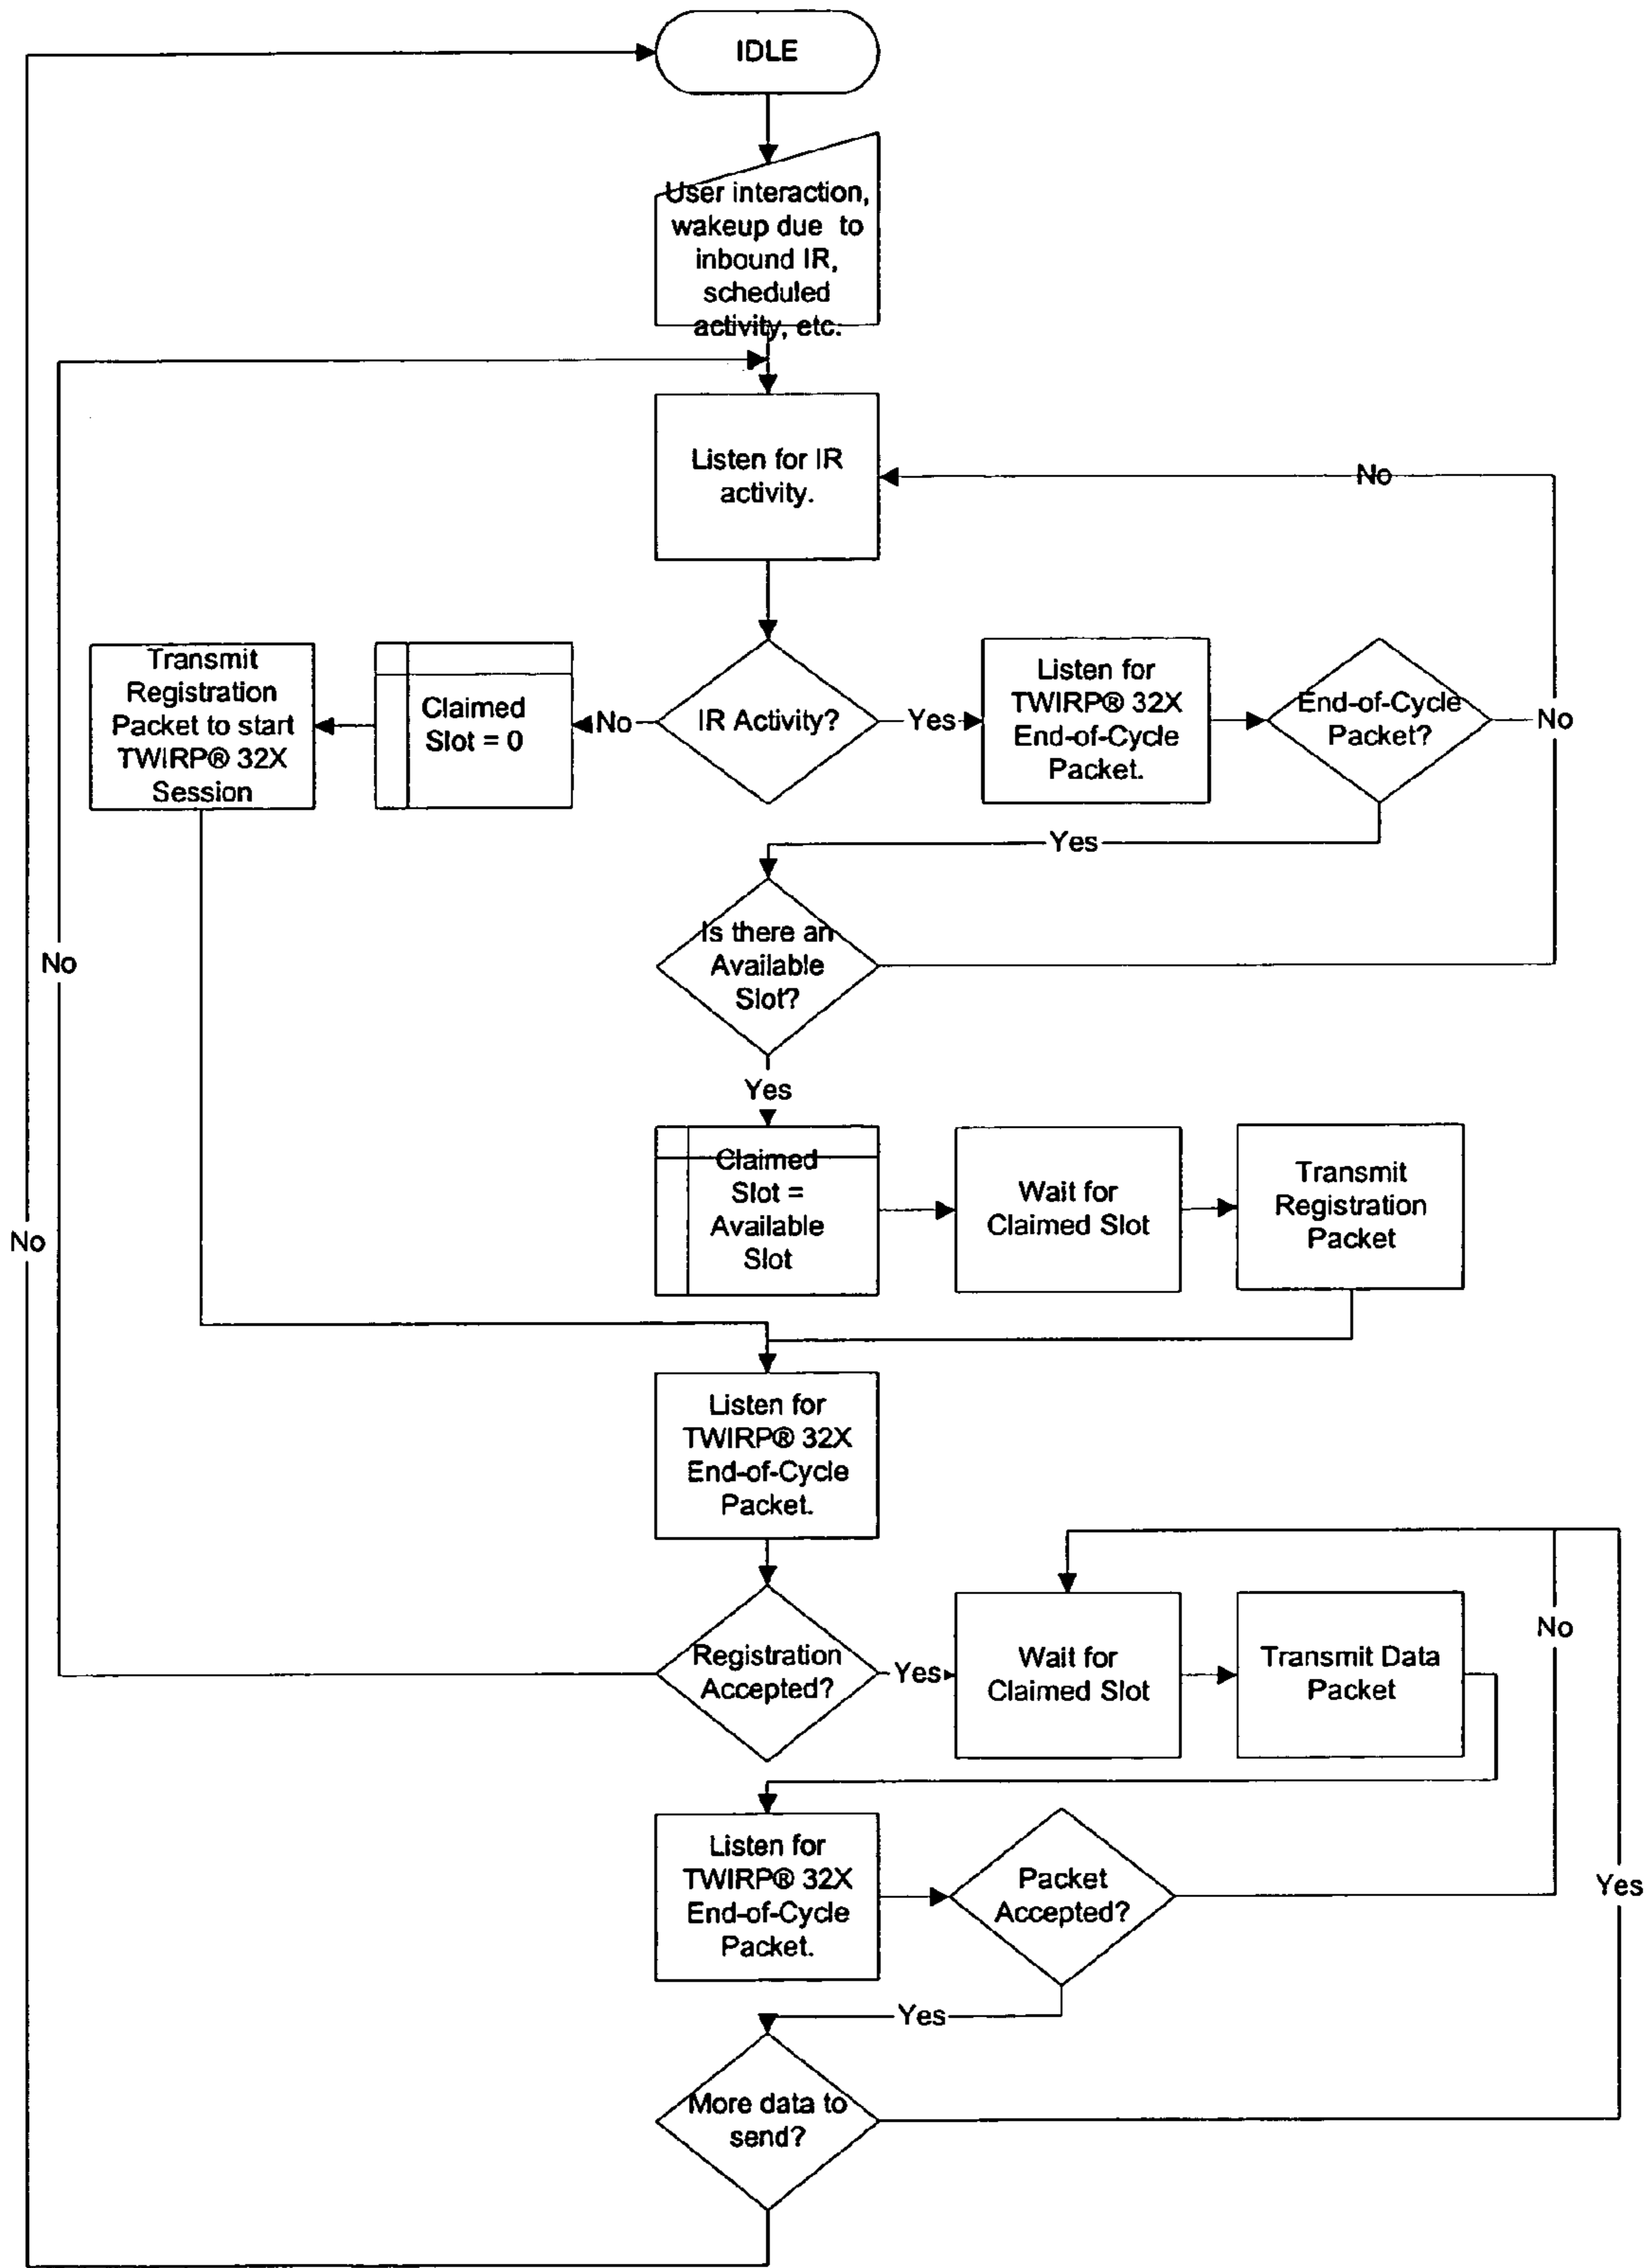 IDLE
User interaction,
wakeup due to
inbound IR,
scheduled
activity, etc.
Listen for IR
activity.
No
Transmit
Registration
Packet to start
TWIRP® 32X
Session
Claimed
Slot = 0
No
IR Activity?
Yes
Listen for
TWIRP® 32X
End-of-Cycle
Packet.
End-of-Cycle
Packet?
No
Yes
Is there an
Available
Slot?
No
Yes
Claimed
Slot =
Available
Slot
Wait for
Claimed Slot
Transmit
Registration
Packet
No
Listen for
TWIRP® 32X
End-of-Cycle
Packet.
Registration
Accepted?
Yes
Wait for
Claimed Slot
Transmit Data
Packet
No
Listen for
TWIRP® 32X
End-of-Cycle
Packet.
Packet
Accepted?
Yes
Yes
More data to
send?